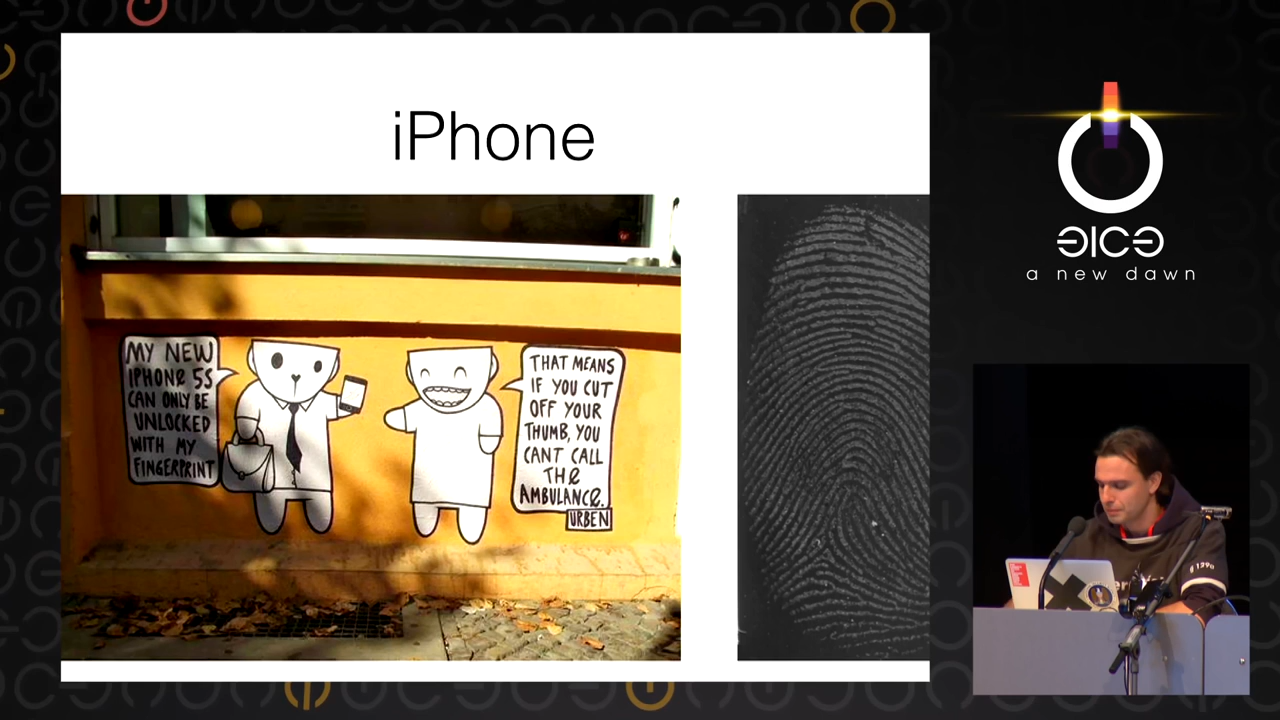 iPhone
MY NEW
IPHONE 5S
CAN ONLY BE
UNLOCKED
WITH MY
FINGERPRINT
THAT MEANS
IF YOU CUT
OFF YOUR
THUMB, YOU
CANT CALL
THE
AMBULANCE.
URBEN
a new dawn
§ 129a